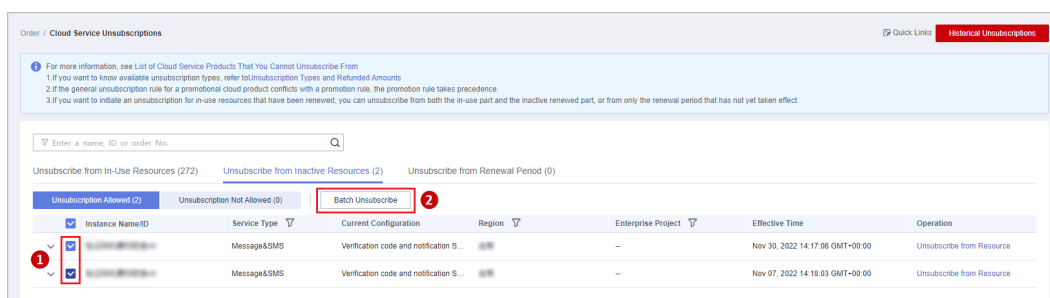 Order / Cloud Service Unsubscriptions
Quick Links
Historical Unsubscriptions
For more information, see List of Cloud Service Products That You Cannot Unsubscribe From
1.If you want to know available unsubscription types, refer toUnsubscription Types and Refunded Amounts
2.If the general unsubscription rule for a promotional cloud product conflicts with a promotion rule, the promotion rule takes precedence.
3.If you want to initiate an unsubscription for in-use resources that have been renewed, you can unsubscribe from both the in-use part and the inactive renewed part, or from only the renewal period that has not yet taken effect.
Enter a name, ID or order No.
Unsubscribe from In-Use Resources (272) Unsubscribe from Inactive Resources (2) Unsubscribe from Renewal Period (0)
Unsubscription Allowed (2) Unsubscription Not Allowed (0) Batch Unsubscribe 2
Instance Name/ID Service Type Current Configuration Region Enterprise Project Effective Time Operation
Message&SMS Verification code and notification S... -- Nov 30, 2022 14:17:08 GMT+00:00 Unsubscribe from Resource
1
Message&SMS Verification code and notification S... -- Nov 07, 2022 14:18:03 GMT+00:00 Unsubscribe from Resource